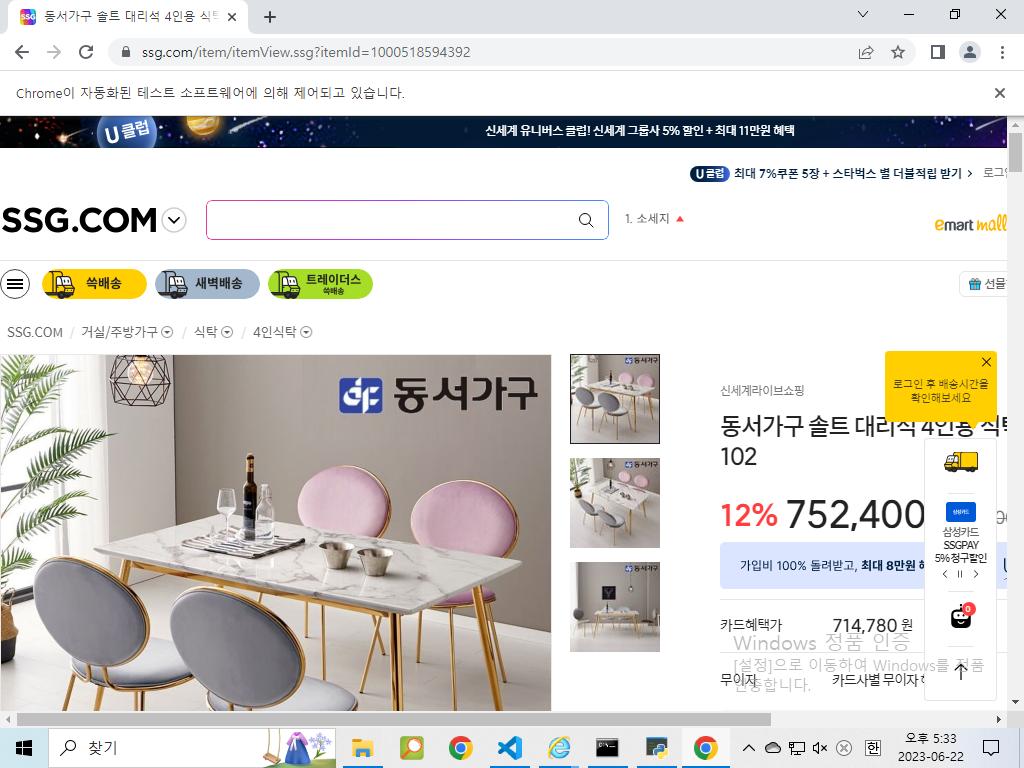 동서가구 솔트 대리석 4인용 식탁
ssg.com/item/itemView.ssg?itemId=1000518594392
Chrome이 자동화된 테스트 소프트웨어에 의해 제어되고 있습니다.
U 클럽
신세계 유니버스 클럽! 신세계 그룹사 5% 할인 + 최대 11만원 혜택
U 클럽 최대 7%쿠폰 5장 + 스타벅스 별 더블적립 받기 > 로그인
SSG.COM
1. 소세지
emart mall
쓱배송
새벽배송
트레이더스
쓱배송
선물
SSG.COM / 거실/주방가구 / 식탁 / 4인식탁
동서가구
신세계라이브쇼핑
로그인 후 배송시간을
확인해보세요
동서가구 솔트 대리석 4인용 식탁
102
12% 752,400
삼성카드
삼성카드
SSGPAY
5% 청구할인
가입비 100% 돌려받고, 최대 8만원
카드혜택가 714,780 원
0
Windows 정품 인증
[설정]으로 이동하여 Windows를 정품
인증합니다.
무이자 카드사별 무이자
찾기
한
오후 5:33
2023-06-22